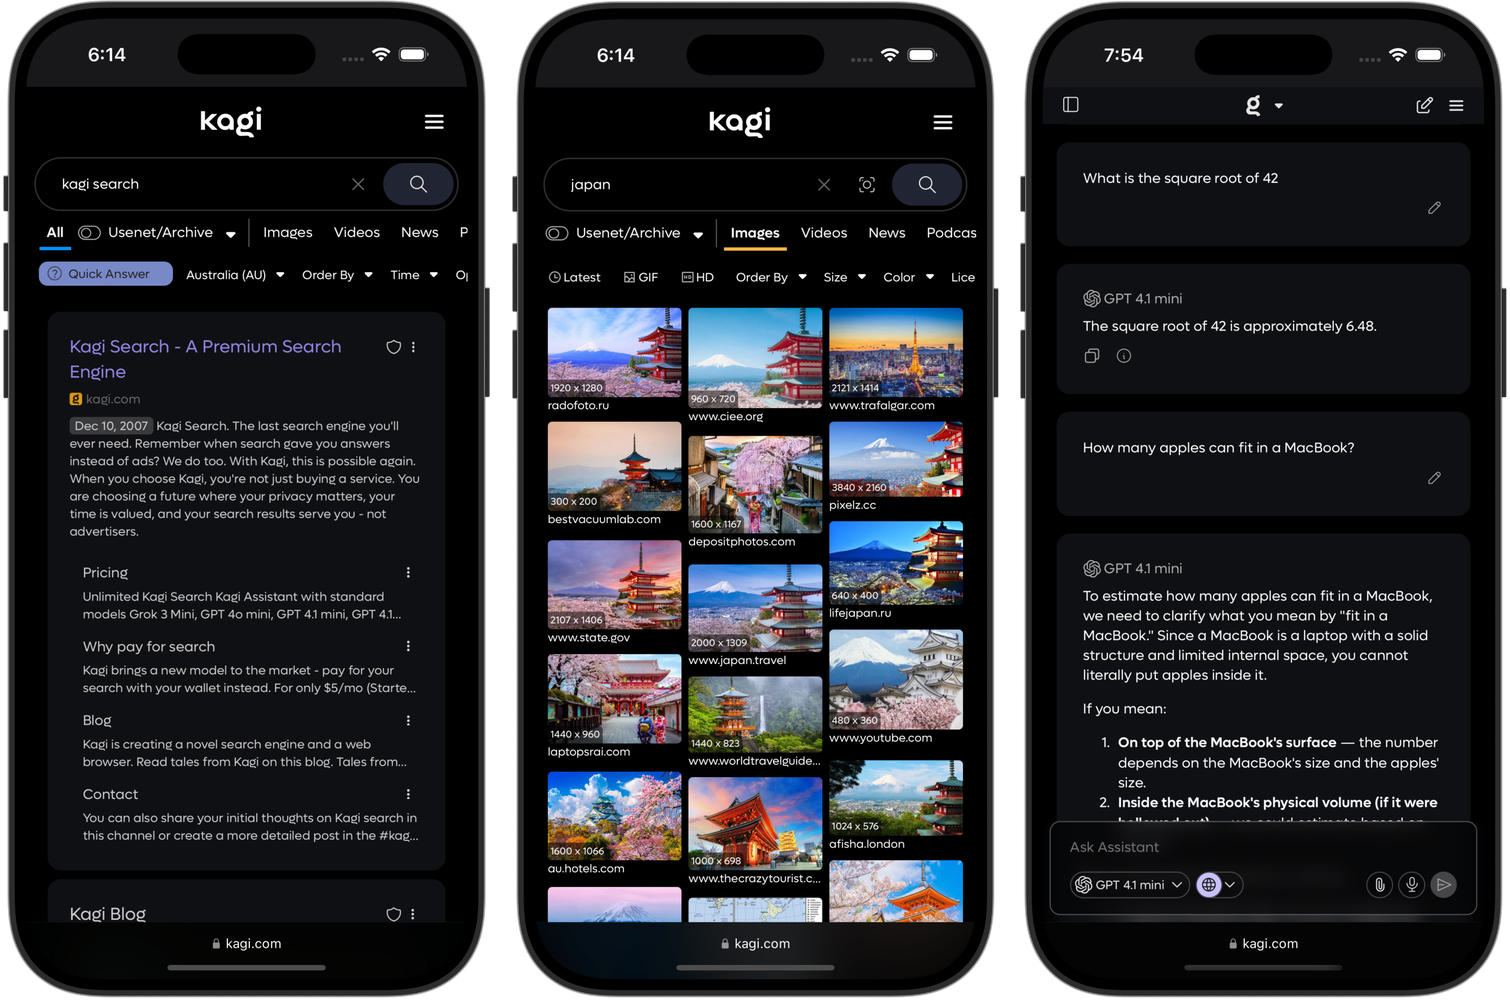 6:14
kagi
kagi search
All Usenet/Archive Images Videos News P
Quick Answer Australia (AU) Order By Time Op
Kagi Search - A Premium Search
Engine
kagi.com
Dec 10, 2007 Kagi Search. The last search engine you'll
ever need. Remember when search gave you answers
instead of ads? We do too. With Kagi, this is possible again.
When you choose Kagi, you're not just buying a service. You
are choosing a future where your privacy matters, your
time is valued, and your search results serve you - not
advertisers.
Pricing
Unlimited Kagi Search Kagi Assistant with standard
models Grok 3 Mini, GPT 4o mini, GPT 4.1 mini, GPT 4.1...
Why pay for search
Kagi brings a new model to the market - pay for your
search with your wallet instead. For only $5/mo (Starte...
Blog
Kagi is creating a novel search engine and a web
browser. Read tales from Kagi on this blog. Tales from...
Contact
You can also share your initial thoughts on Kagi search in
this channel or create a more detailed post in the #kag...
Kagi Blog
kagi.com
6:14
kagi
japan
Usenet/Archive Images Videos News Podcas
Latest GIF HD Order By Size Color Lice
1920 x 1280
radofoto.ru
300 x 200
bestvacuumlab.com
2107 x 1406
www.state.gov
1440 x 960
laptopsrai.com
1600 x 1066
au.hotels.com
960 x 720
www.ciee.org
1600 x 1167
depositphotos.com
2000 x 1309
www.japan.travel
1440 x 823
www.worldtravelguide...
1000 x 698
www.thecrazytourist.c...
2121 x 1414
www.trafalgar.com
3840 x 2160
pixelz.cc
640 x 400
lifejapan.ru
480 x 360
www.youtube.com
1024 x 576
afisha.london
kagi.com
7:54
g
What is the square root of 42
GPT 4.1 mini
The square root of 42 is approximately 6.48.
How many apples can fit in a MacBook?
GPT 4.1 mini
To estimate how many apples can fit in a MacBook,
we need to clarify what you mean by "fit in a
MacBook." Since a MacBook is a laptop with a solid
structure and limited internal space, you cannot
literally put apples inside it.
If you mean:
1. On top of the MacBook's surface — the number
depends on the MacBook's size and the apples'
size.
2. Inside the MacBook's physical volume (if it were
Ask Assistant
GPT 4.1 mini
kagi.com